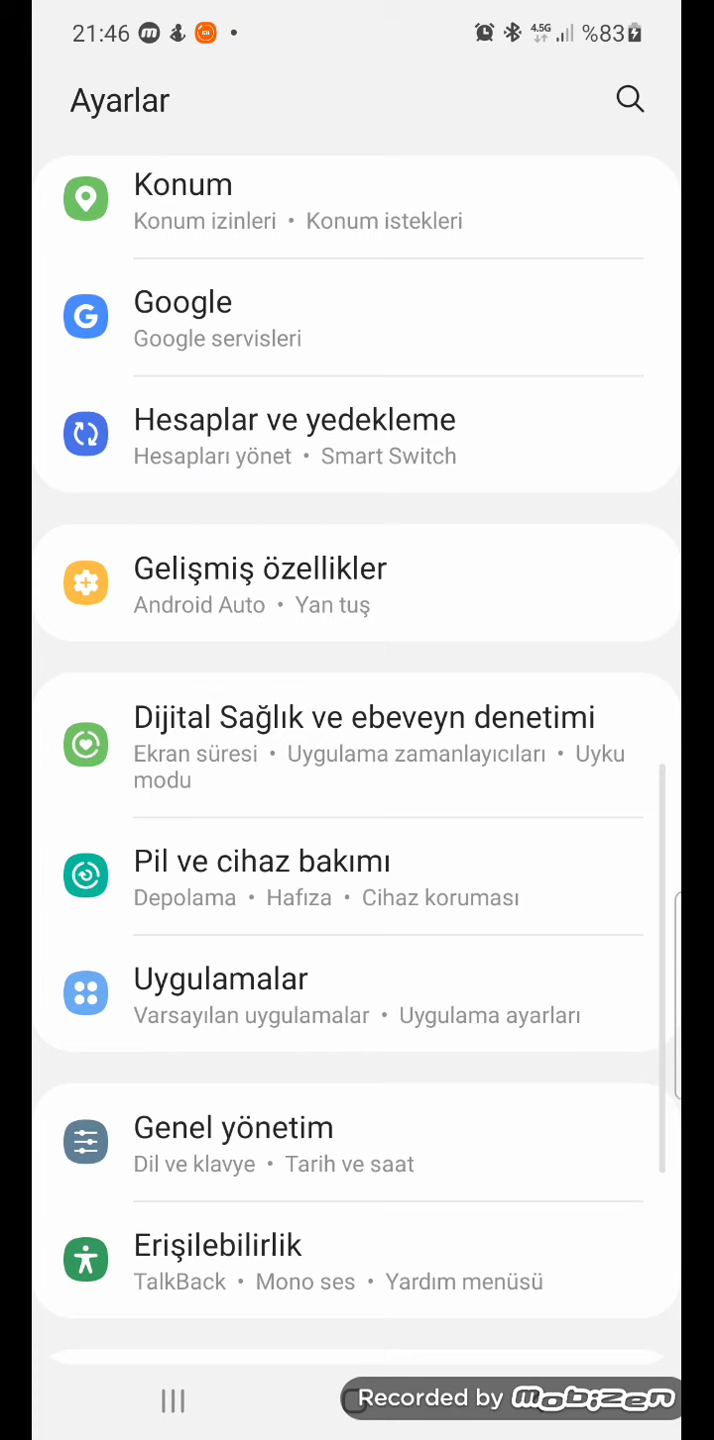 21:46
4.5G
%83
Ayarlar
Konum
Konum izinleri • Konum istekleri
Google
Google servisleri
Hesaplar ve yedekleme
Hesapları yönet • Smart Switch
Gelişmiş özellikler
Android Auto • Yan tuş
Dijital Sağlık ve ebeveyn denetimi
Ekran süresi • Uygulama zamanlayıcıları • Uyku
modu
Pil ve cihaz bakımı
Depolama • Hafıza • Cihaz koruması
Uygulamalar
Varsayılan uygulamalar • Uygulama ayarları
Genel yönetim
Dil ve klavye • Tarih ve saat
Erişilebilirlik
TalkBack • Mono ses • Yardım menüsü
Recorded by mobizen